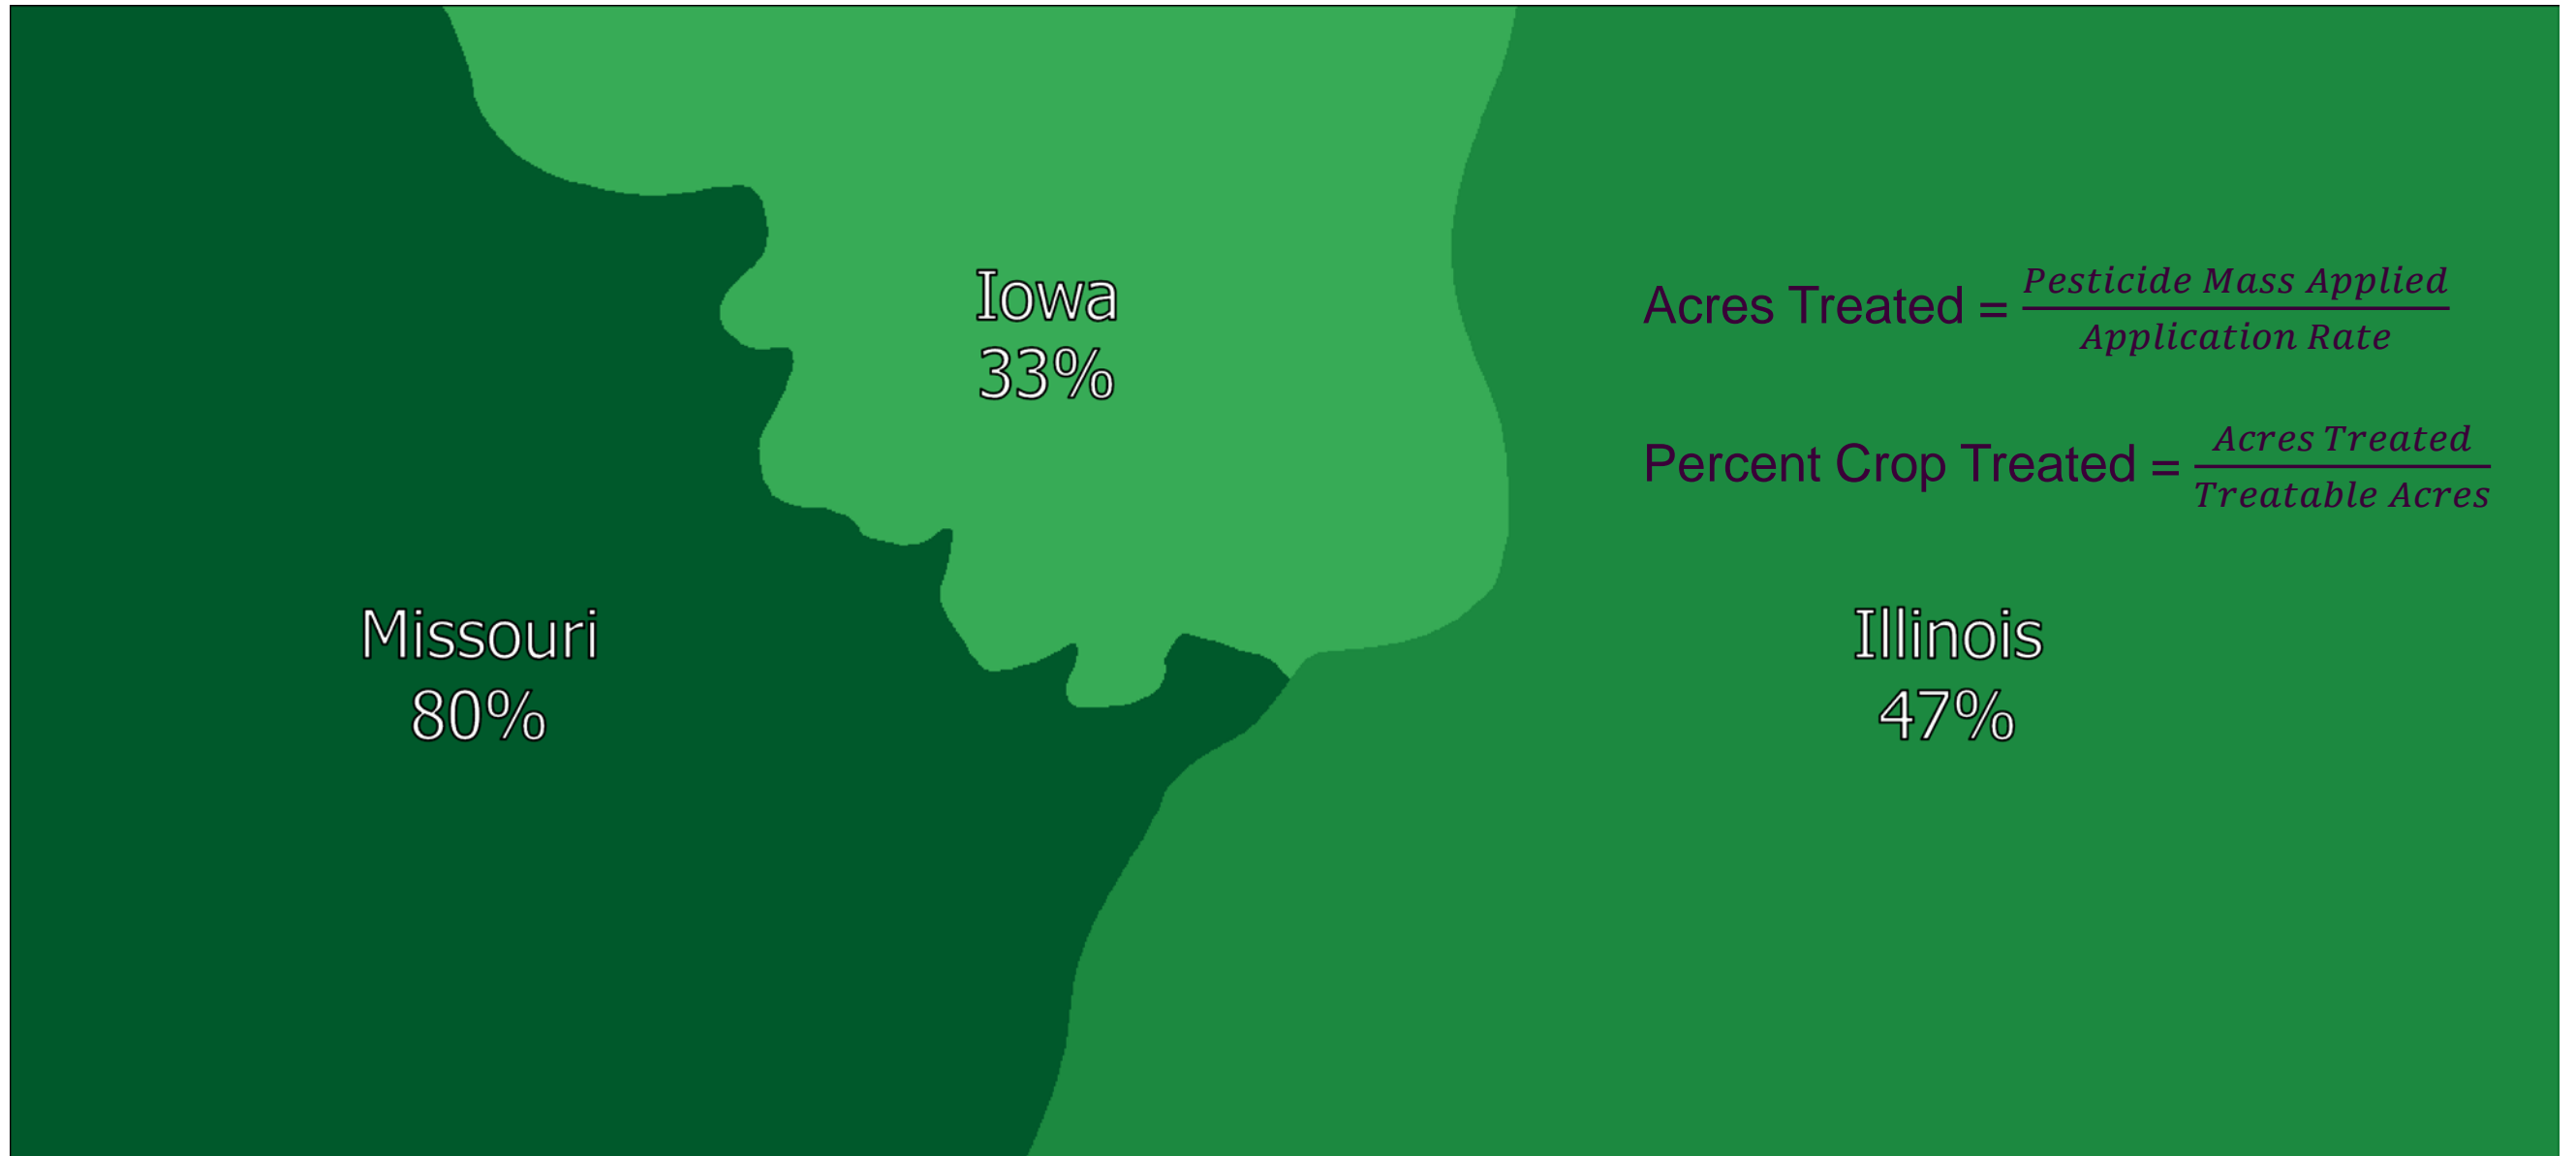 Iowa
33%
Acres Treated = Pesticide Mass Applied / Application Rate
Percent Crop Treated = Acres Treated / Treatable Acres
Missouri
80%
Illinois
47%